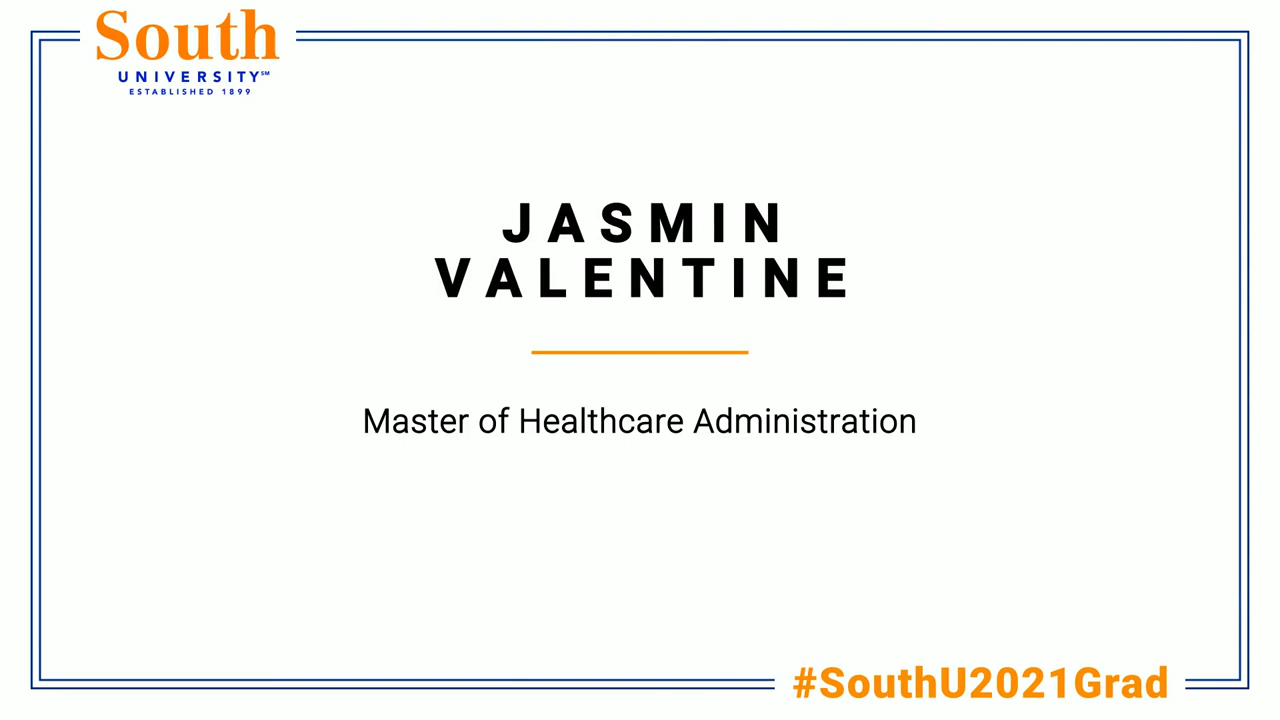 South
UNIVERSITY℠
ESTABLISHED 1899
JASMIN
VALENTINE
Master of Healthcare Administration
#SouthU2021Grad